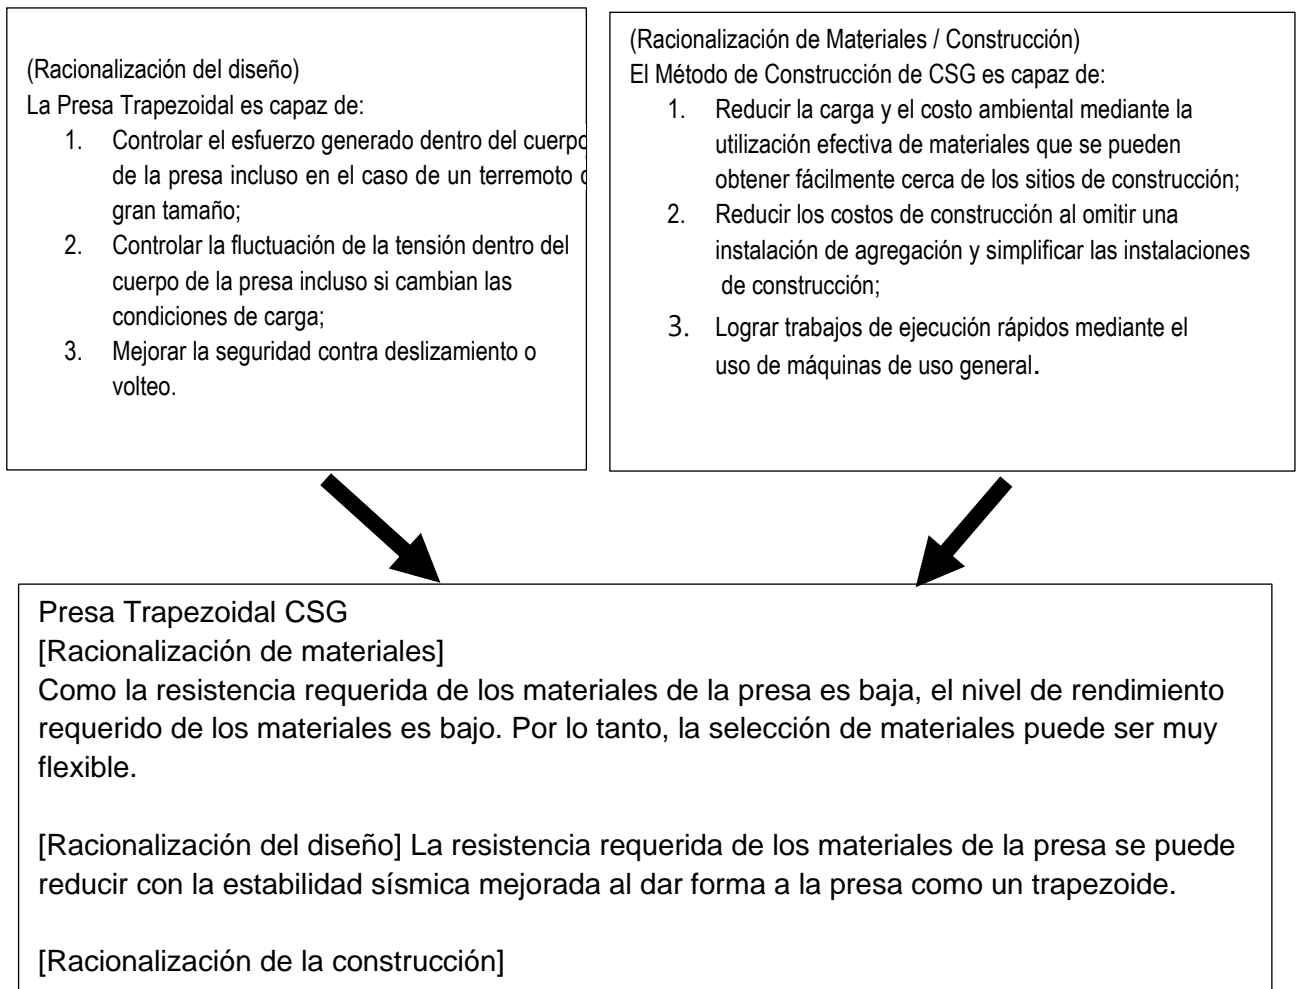 (Racionalización del diseño)
La Presa Trapezoidal es capaz de:
1. Controlar el esfuerzo generado dentro del cuerpo
de la presa incluso en el caso de un terremoto
gran tamaño;
2. Controlar la fluctuación de la tensión dentro del
cuerpo de la presa incluso si cambian las
condiciones de carga;
3. Mejorar la seguridad contra deslizamiento o
volteo.
(Racionalización de Materiales / Construcción)
El Método de Construcción de CSG es capaz de:
1. Reducir la carga y el costo ambiental mediante la
utilización efectiva de materiales que se pueden
obtener fácilmente cerca de los sitios de construcción;
2. Reducir los costos de construcción al omitir una
instalación de agregación y simplificar las instalaciones
de construcción;
3. Lograr trabajos de ejecución rápidos mediante el
uso de máquinas de uso general.
Presa Trapezoidal CSG
[Racionalización de materiales]
Como la resistencia requerida de los materiales de la presa es baja, el nivel de rendimiento
requerido de los materiales es bajo. Por lo tanto, la selección de materiales puede ser muy
flexible.
[Racionalización del diseño] La resistencia requerida de los materiales de la presa se puede
reducir con la estabilidad sísmica mejorada al dar forma a la presa como un trapezoide.
[Racionalización de la construcción]